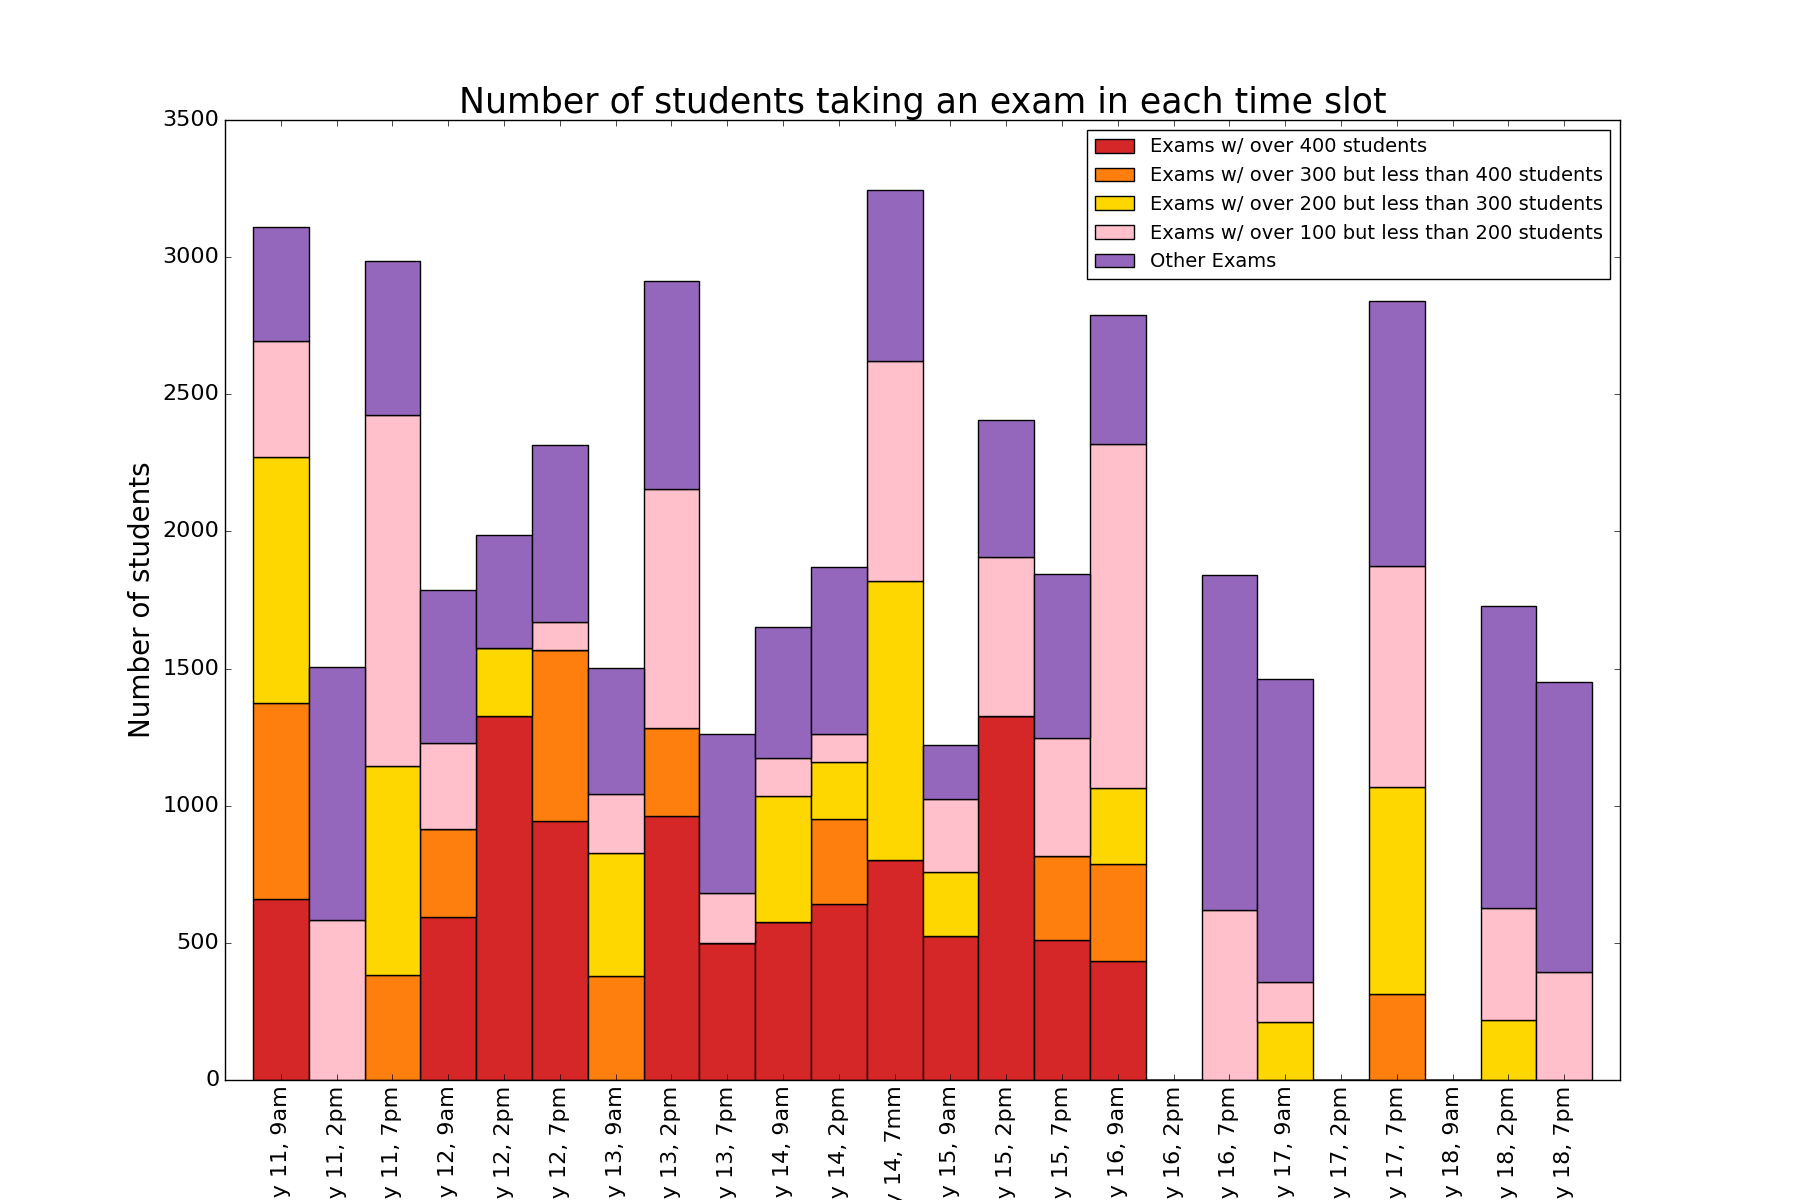 Number of students taking an exam in each time slot
Number of students
3500
3000
2500
2000
1500
1000
500
0
Exams w/ over 400 students
Exams w/ over 300 but less than 400 students
Exams w/ over 200 but less than 300 students
Exams w/ over 100 but less than 200 students
Other Exams
y 11, 9am
y 11, 2pm
y 11, 7pm
y 12, 9am
y 12, 2pm
y 12, 7pm
y 13, 9am
y 13, 2pm
y 13, 7pm
y 14, 9am
y 14, 2pm
y 14, 7mm
y 15, 9am
y 15, 2pm
y 15, 7pm
y 16, 9am
y 16, 2pm
y 16, 7pm
y 17, 9am
y 17, 2pm
y 17, 7pm
y 18, 9am
y 18, 2pm
y 18, 7pm